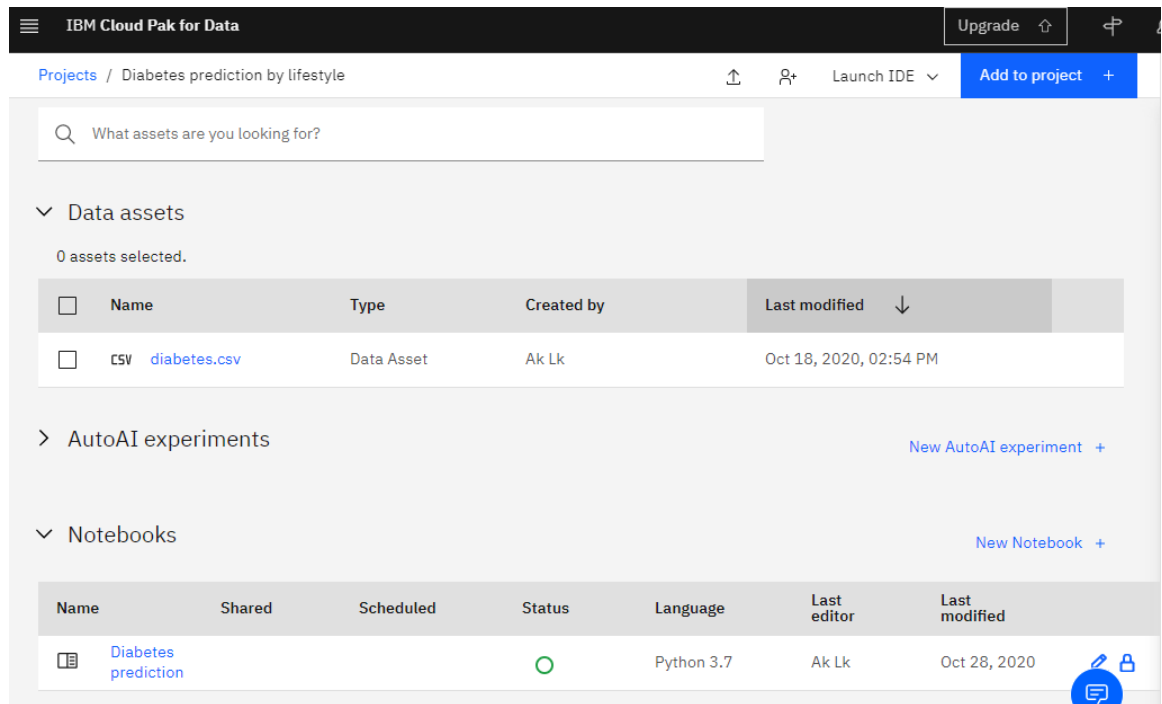 IBM Cloud Pak for Data
Upgrade
Projects / Diabetes prediction by lifestyle
Launch IDE
Add to project +
What assets are you looking for?
Data assets
0 assets selected.
Name Type Created by Last modified
CSV diabetes.csv Data Asset Ak Lk Oct 18, 2020, 02:54 PM
AutoAI experiments
New AutoAI experiment +
Notebooks
New Notebook +
Name Shared Scheduled Status Language Last editor Last modified
Diabetes prediction Python 3.7 Ak Lk Oct 28, 2020